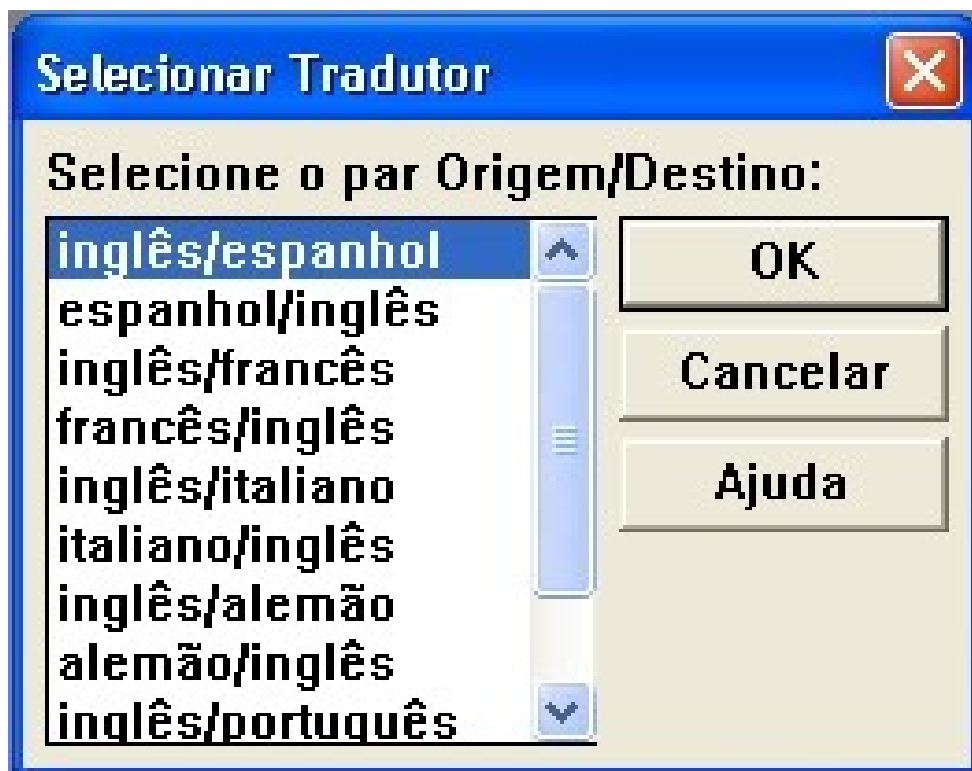 Selecionar Tradutor
Selecione o par Origem/Destino:
inglês/espanhol
espanhol/inglês
inglês/francês
francês/inglês
inglês/italiano
italiano/inglês
inglês/alemão
alemão/inglês
inglês/português
OK
Cancelar
Ajuda